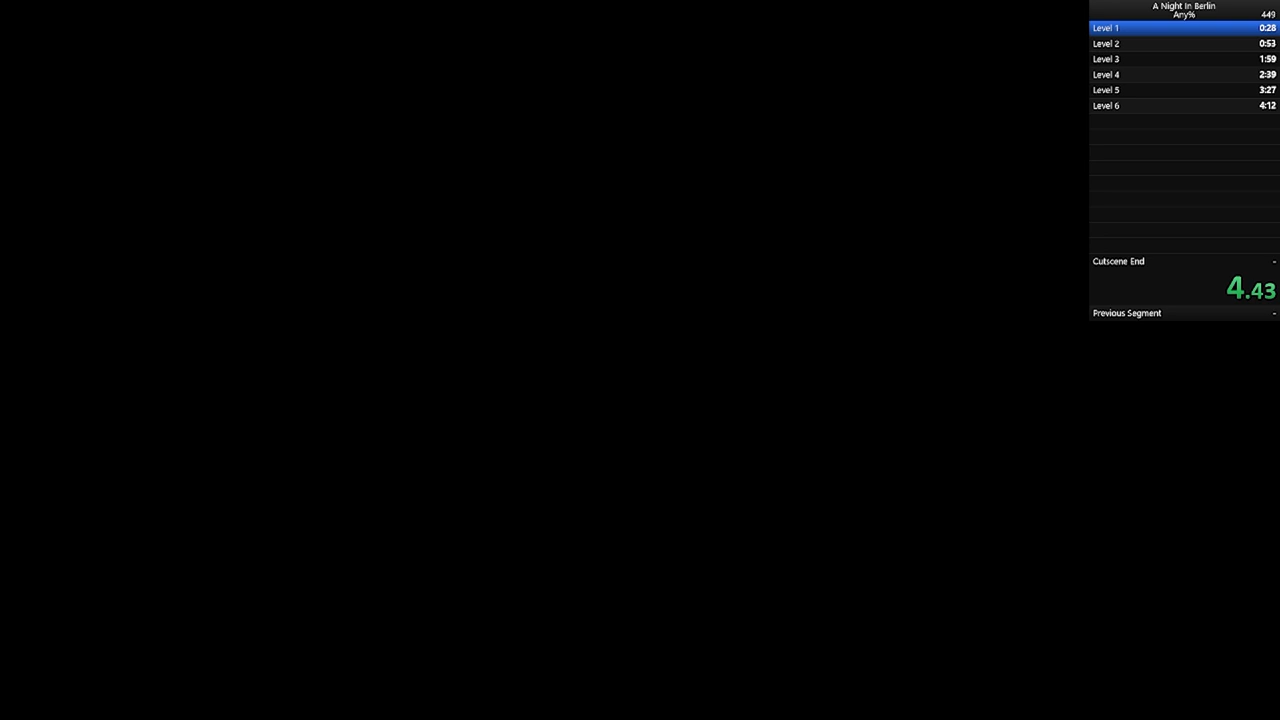 A Night In Berlin
Any% 449
Level 1 0:28
Level 2 0:53
Level 3 1:59
Level 4 2:39
Level 5 3:27
Level 6 4:12
Cutscene End -
4.43
Previous Segment -